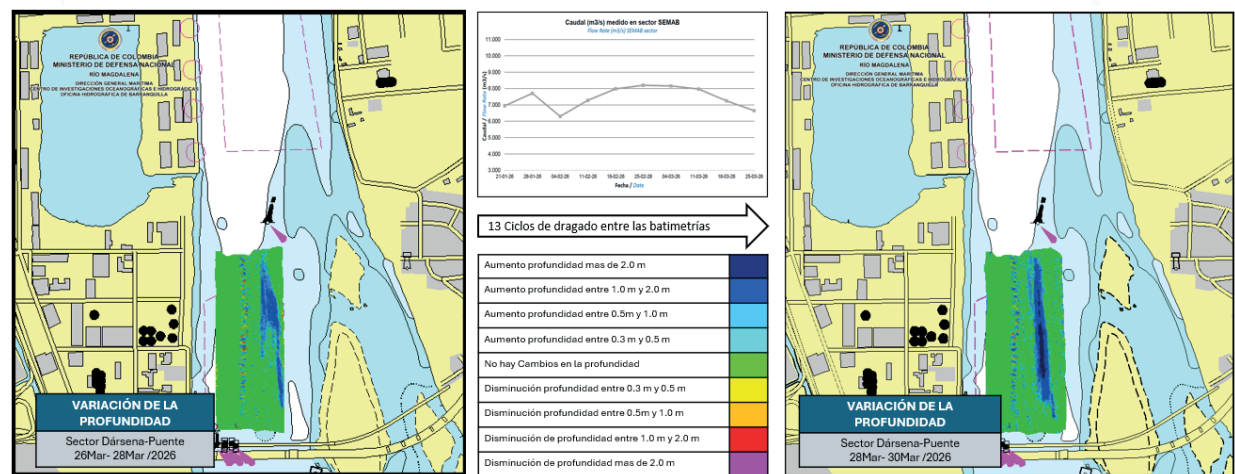 REPÚBLICA DE COLOMBIA
MINISTERIO DE DEFENSA NACIONAL
RÍO MAGDALENA
DIRECCIÓN GENERAL MARÍTIMA
CENTRO DE INVESTIGACIONES OCEANOGRÁFICAS E HIDROGRÁFICAS
OFICINA HIDROGRÁFICA DE BARRANQUILLA
VARIACIÓN DE LA
PROFUNDIDAD
Sector Dársena-Puente
26Mar- 28Mar /2026
Caudal (m3/s) medido en sector SEMAB
Flow Rate (m3/s) SEMAB sector
Caudal / Flow Rate (m3/s)
11.000
10.000
9.000
8.000
7.000
6.000
5.000
4.000
3.000
21-01-26 28-01-26 04-02-26 11-02-26 18-02-26 25-02-26 04-03-26 11-03-26 18-03-26 25-03-26
Fecha / Date
13 Ciclos de dragado entre las batimetrías
Aumento profundidad mas de 2.0 m
Aumento profundidad entre 1.0 m y 2.0 m
Aumento profundidad entre 0.5m y 1.0 m
Aumento profundidad entre 0.3 m y 0.5 m
No hay Cambios en la profundidad
Disminución profundidad entre 0.3 m y 0.5 m
Disminución profundidad entre 0.5m y 1.0 m
Disminución de profundidad entre 1.0 m y 2.0 m
Disminución de profundidad mas de 2.0 m
REPÚBLICA DE COLOMBIA
MINISTERIO DE DEFENSA NACIONAL
RÍO MAGDALENA
DIRECCIÓN GENERAL MARÍTIMA
CENTRO DE INVESTIGACIONES OCEANOGRÁFICAS E HIDROGRÁFICAS
OFICINA HIDROGRÁFICA DE BARRANQUILLA
VARIACIÓN DE LA
PROFUNDIDAD
Sector Dársena-Puente
28Mar- 30Mar /2026